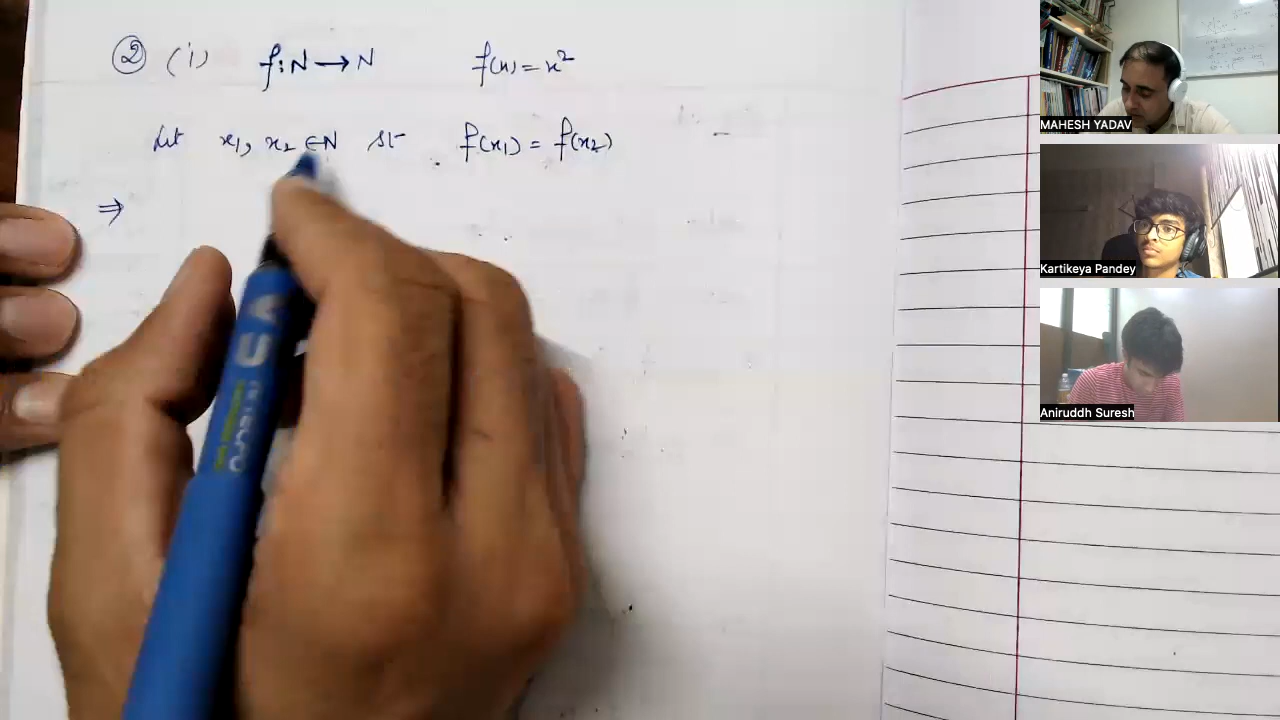 ② (i) f: N → N f(x) = x²
Let x₁, x₂ ∈ N st f(x₁) = f(x₂)
⇒
MAHESH YADAV
Kartikeya Pandey
Aniruddh Suresh